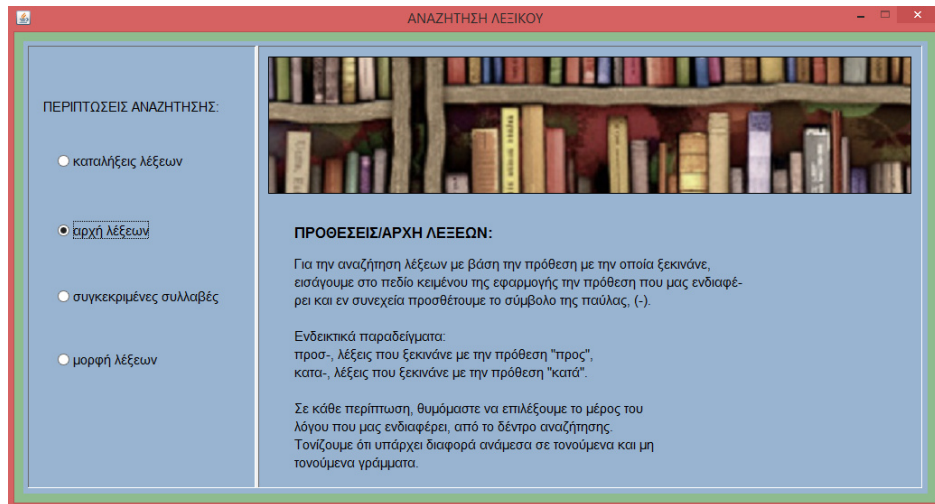 ΑΝΑΖΗΤΗΣΗ ΛΕΞΙΚΟΥ
ΠΕΡΙΠΤΩΣΕΙΣ ΑΝΑΖΗΤΗΣΗΣ:
καταλήξεις λέξεων
αρχή λέξεων
συγκεκριμένες συλλαβές
μορφή λέξεων
ΠΡΟΘΕΣΕΙΣ/ΑΡΧΗ ΛΕΞΕΩΝ:
Για την αναζήτηση λέξεων με βάση την πρόθεση με την οποία ξεκινάνε,
εισάγουμε στο πεδίο κειμένου της εφαρμογής την πρόθεση που μας ενδιαφέ-
ρει και εν συνεχεία προσθέτουμε το σύμβολο της παύλας, (-).
Ενδεικτικά παραδείγματα:
προσ-, λέξεις που ξεκινάνε με την πρόθεση "προς",
κατα-, λέξεις που ξεκινάνε με την πρόθεση "κατά".
Σε κάθε περίπτωση, θυμόμαστε να επιλέξουμε το μέρος του
λόγου που μας ενδιαφέρει, από το δέντρο αναζήτησης.
Τονίζουμε ότι υπάρχει διαφορά ανάμεσα σε τονούμενα και μη
τονούμενα γράμματα.